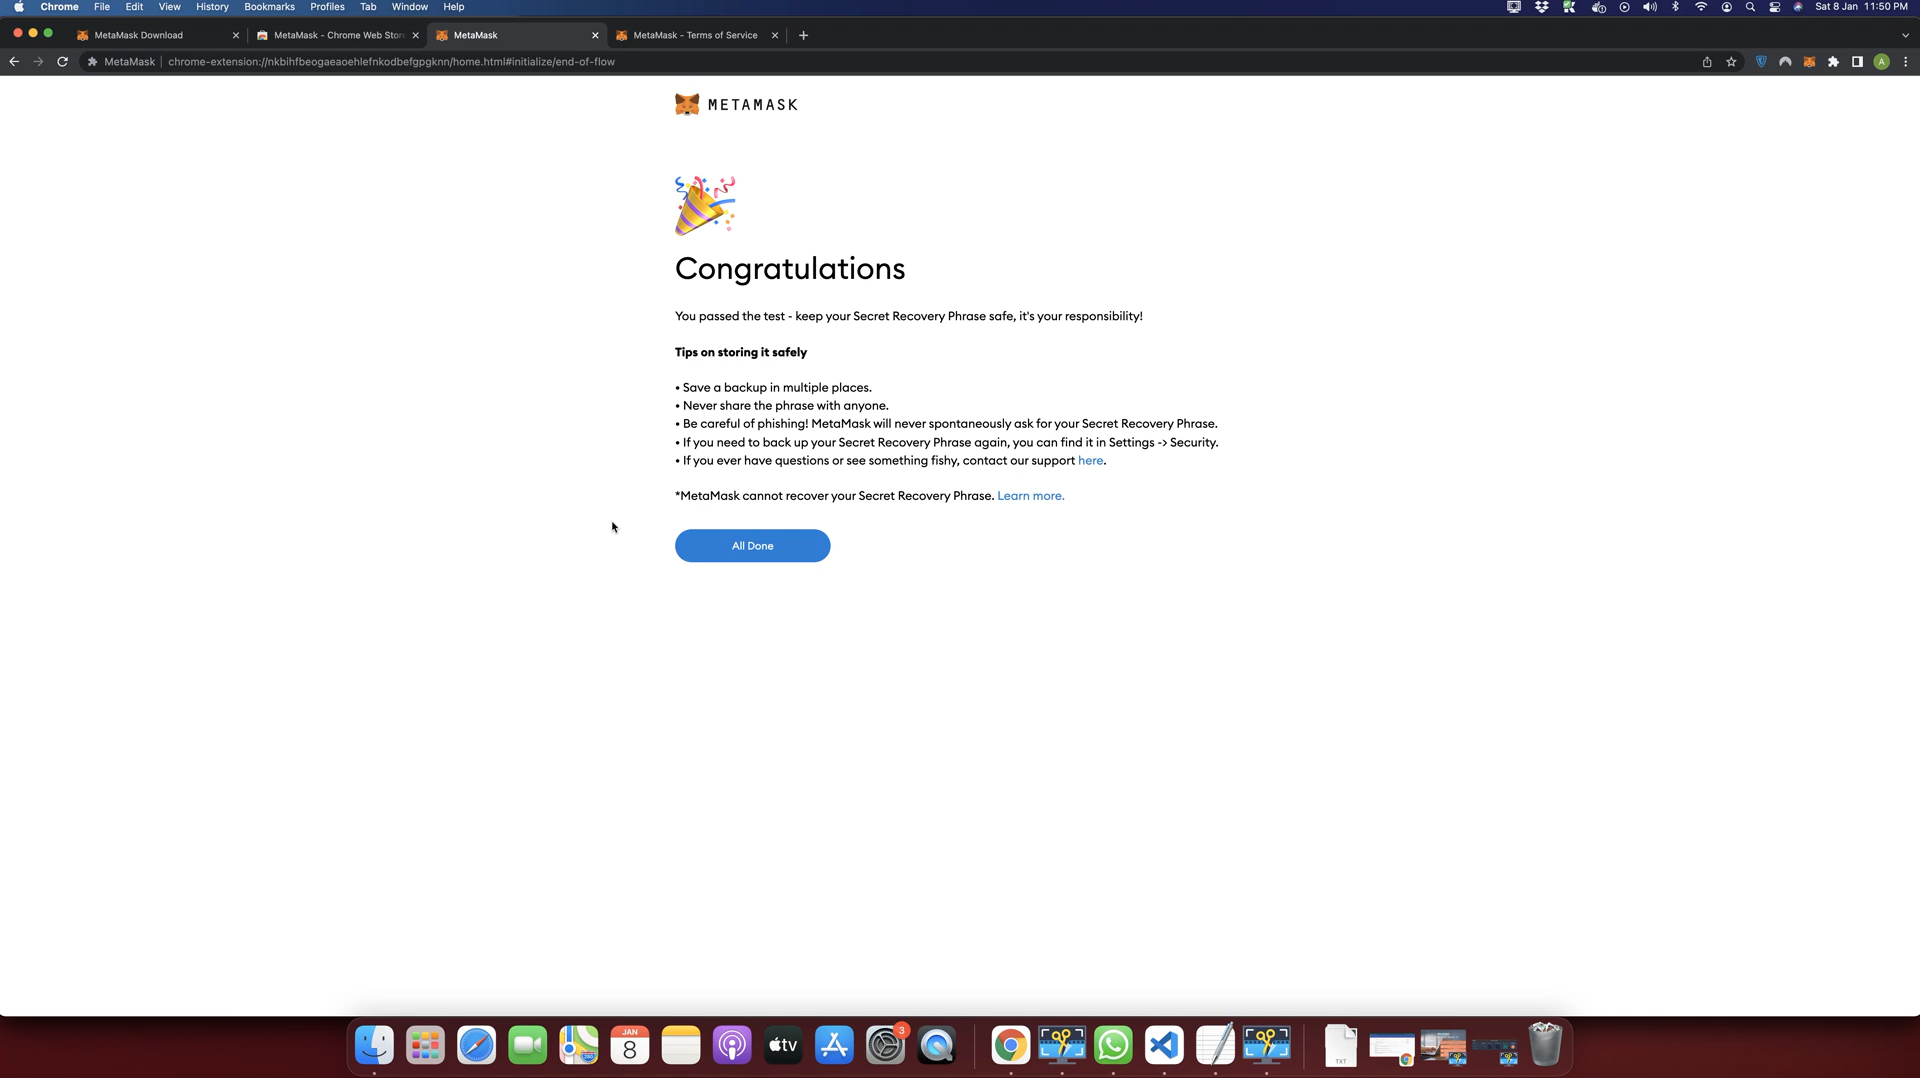 Chrome File Edit View History Bookmarks Profiles Tab Window Help Sat 8 Jan 11:50 PM
MetaMask Download MetaMask - Chrome Web Stor MetaMask MetaMask - Terms of Service
MetaMask | chrome-extension://nkbihfbeogaeaoehlefnkodbefgpgknn/home.html#initialize/end-of-flow A
METAMASK
Congratulations
You passed the test - keep your Secret Recovery Phrase safe, it's your responsibility!
Tips on storing it safely
• Save a backup in multiple places.
• Never share the phrase with anyone.
• Be careful of phishing! MetaMask will never spontaneously ask for your Secret Recovery Phrase.
• If you need to back up your Secret Recovery Phrase again, you can find it in Settings -> Security.
• If you ever have questions or see something fishy, contact our support here.
*MetaMask cannot recover your Secret Recovery Phrase. Learn more.
All Done
JAN
8
tv
3
TXT